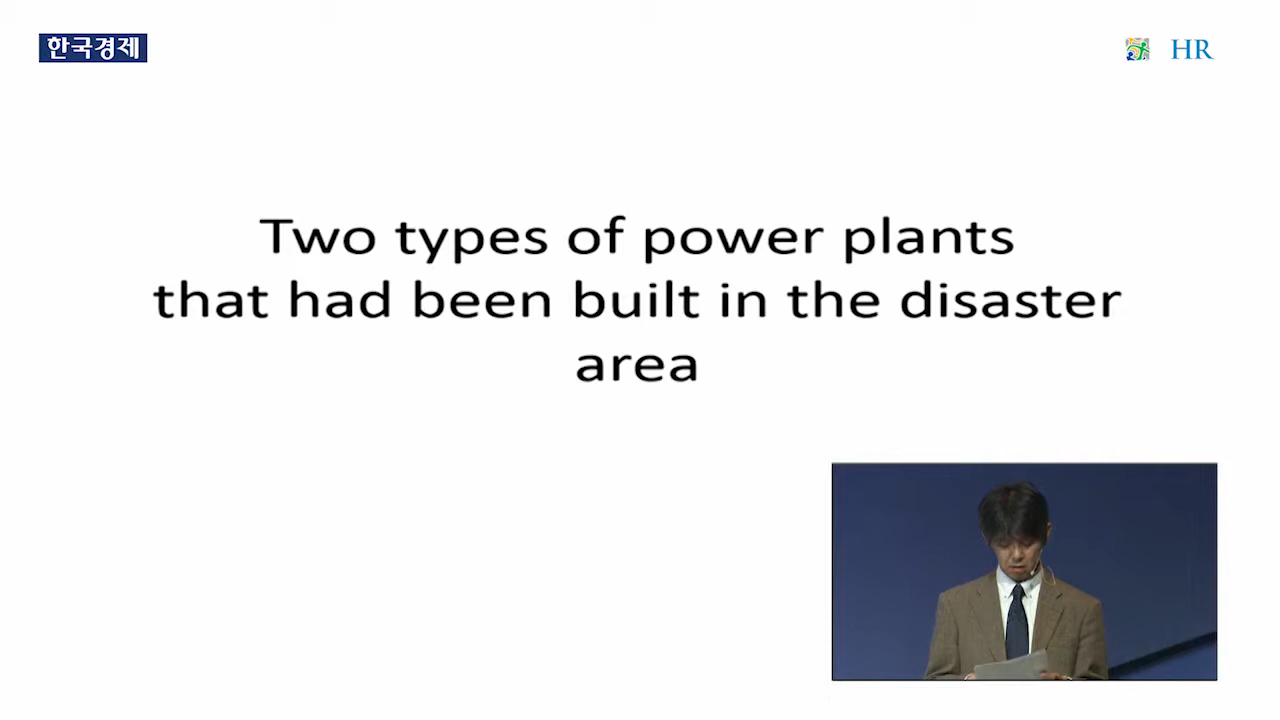 한국경제
HR
Two types of power plants
that had been built in the disaster
area